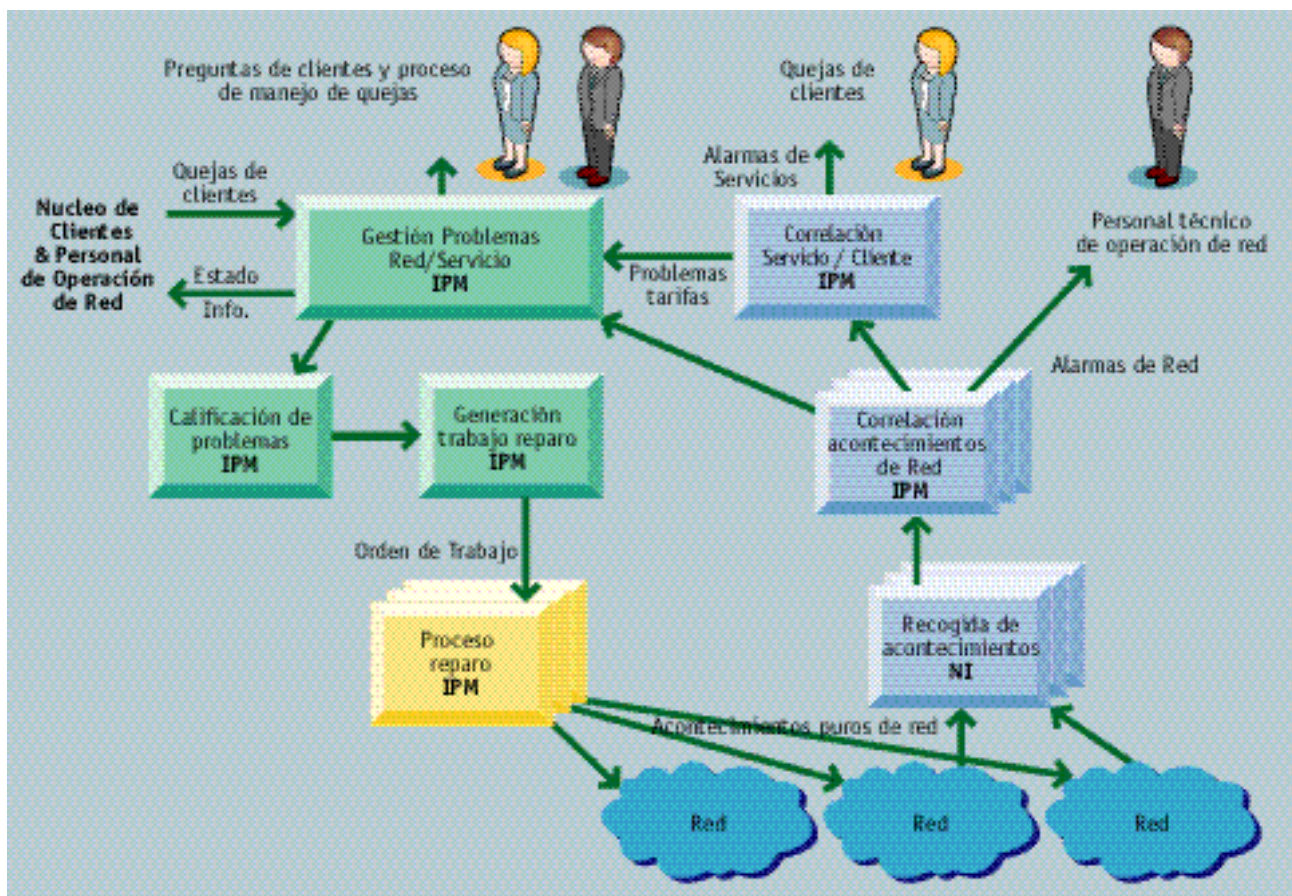 Preguntas de clientes y proceso
de manejo de quejas
Quejas de
clientes
Quejas de
clientes
Alarmas de
Servicios
Nucleo de
Clientes
& Personal
de Operación
de Red
Estado
Info.
Gestión Problemas
Red/Servicio
IPM
Problemas
tarifas
Correlación
Servicio / Cliente
IPM
Personal técnico
de operación de red
Alarmas de Red
Calificación de
problemas
IPM
Generación
trabajo reparo
IPM
Correlación
acontecimientos
de Red
IPM
Orden de Trabajo
Proceso
reparo
IPM
Recogida de
acontecimientos
NI
Acontecimientos puros de red
Red
Red
Red